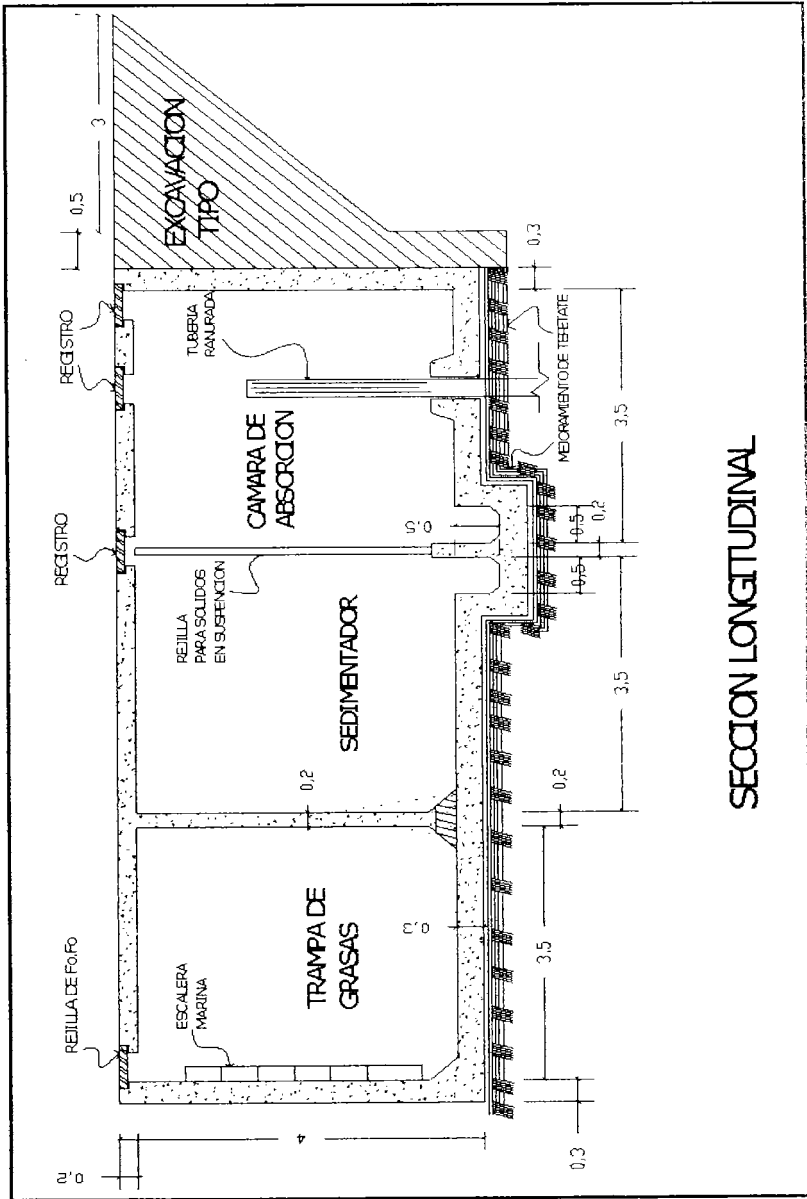 REJILLA DE Fo.Fo
REGISTRO
REGISTRO
0,5
3
0,2
4
ESCALERA
MARINA
TRAMPA DE
GRASAS
0,2
SEDIMENTADOR
REJILLA
PARA SOLIDOS
EN SUSPENCION
CAMARA DE
ABSORCION
TUBERIA
RANURADA
EXCAVACION
TIPO
0,3
0,5
0,3
MEJORAMIENTO DE TEPETATE
0,5
0,2
0,5
3,5
3,5
0,2
3,5
0,3
SECCION LONGITUDINAL